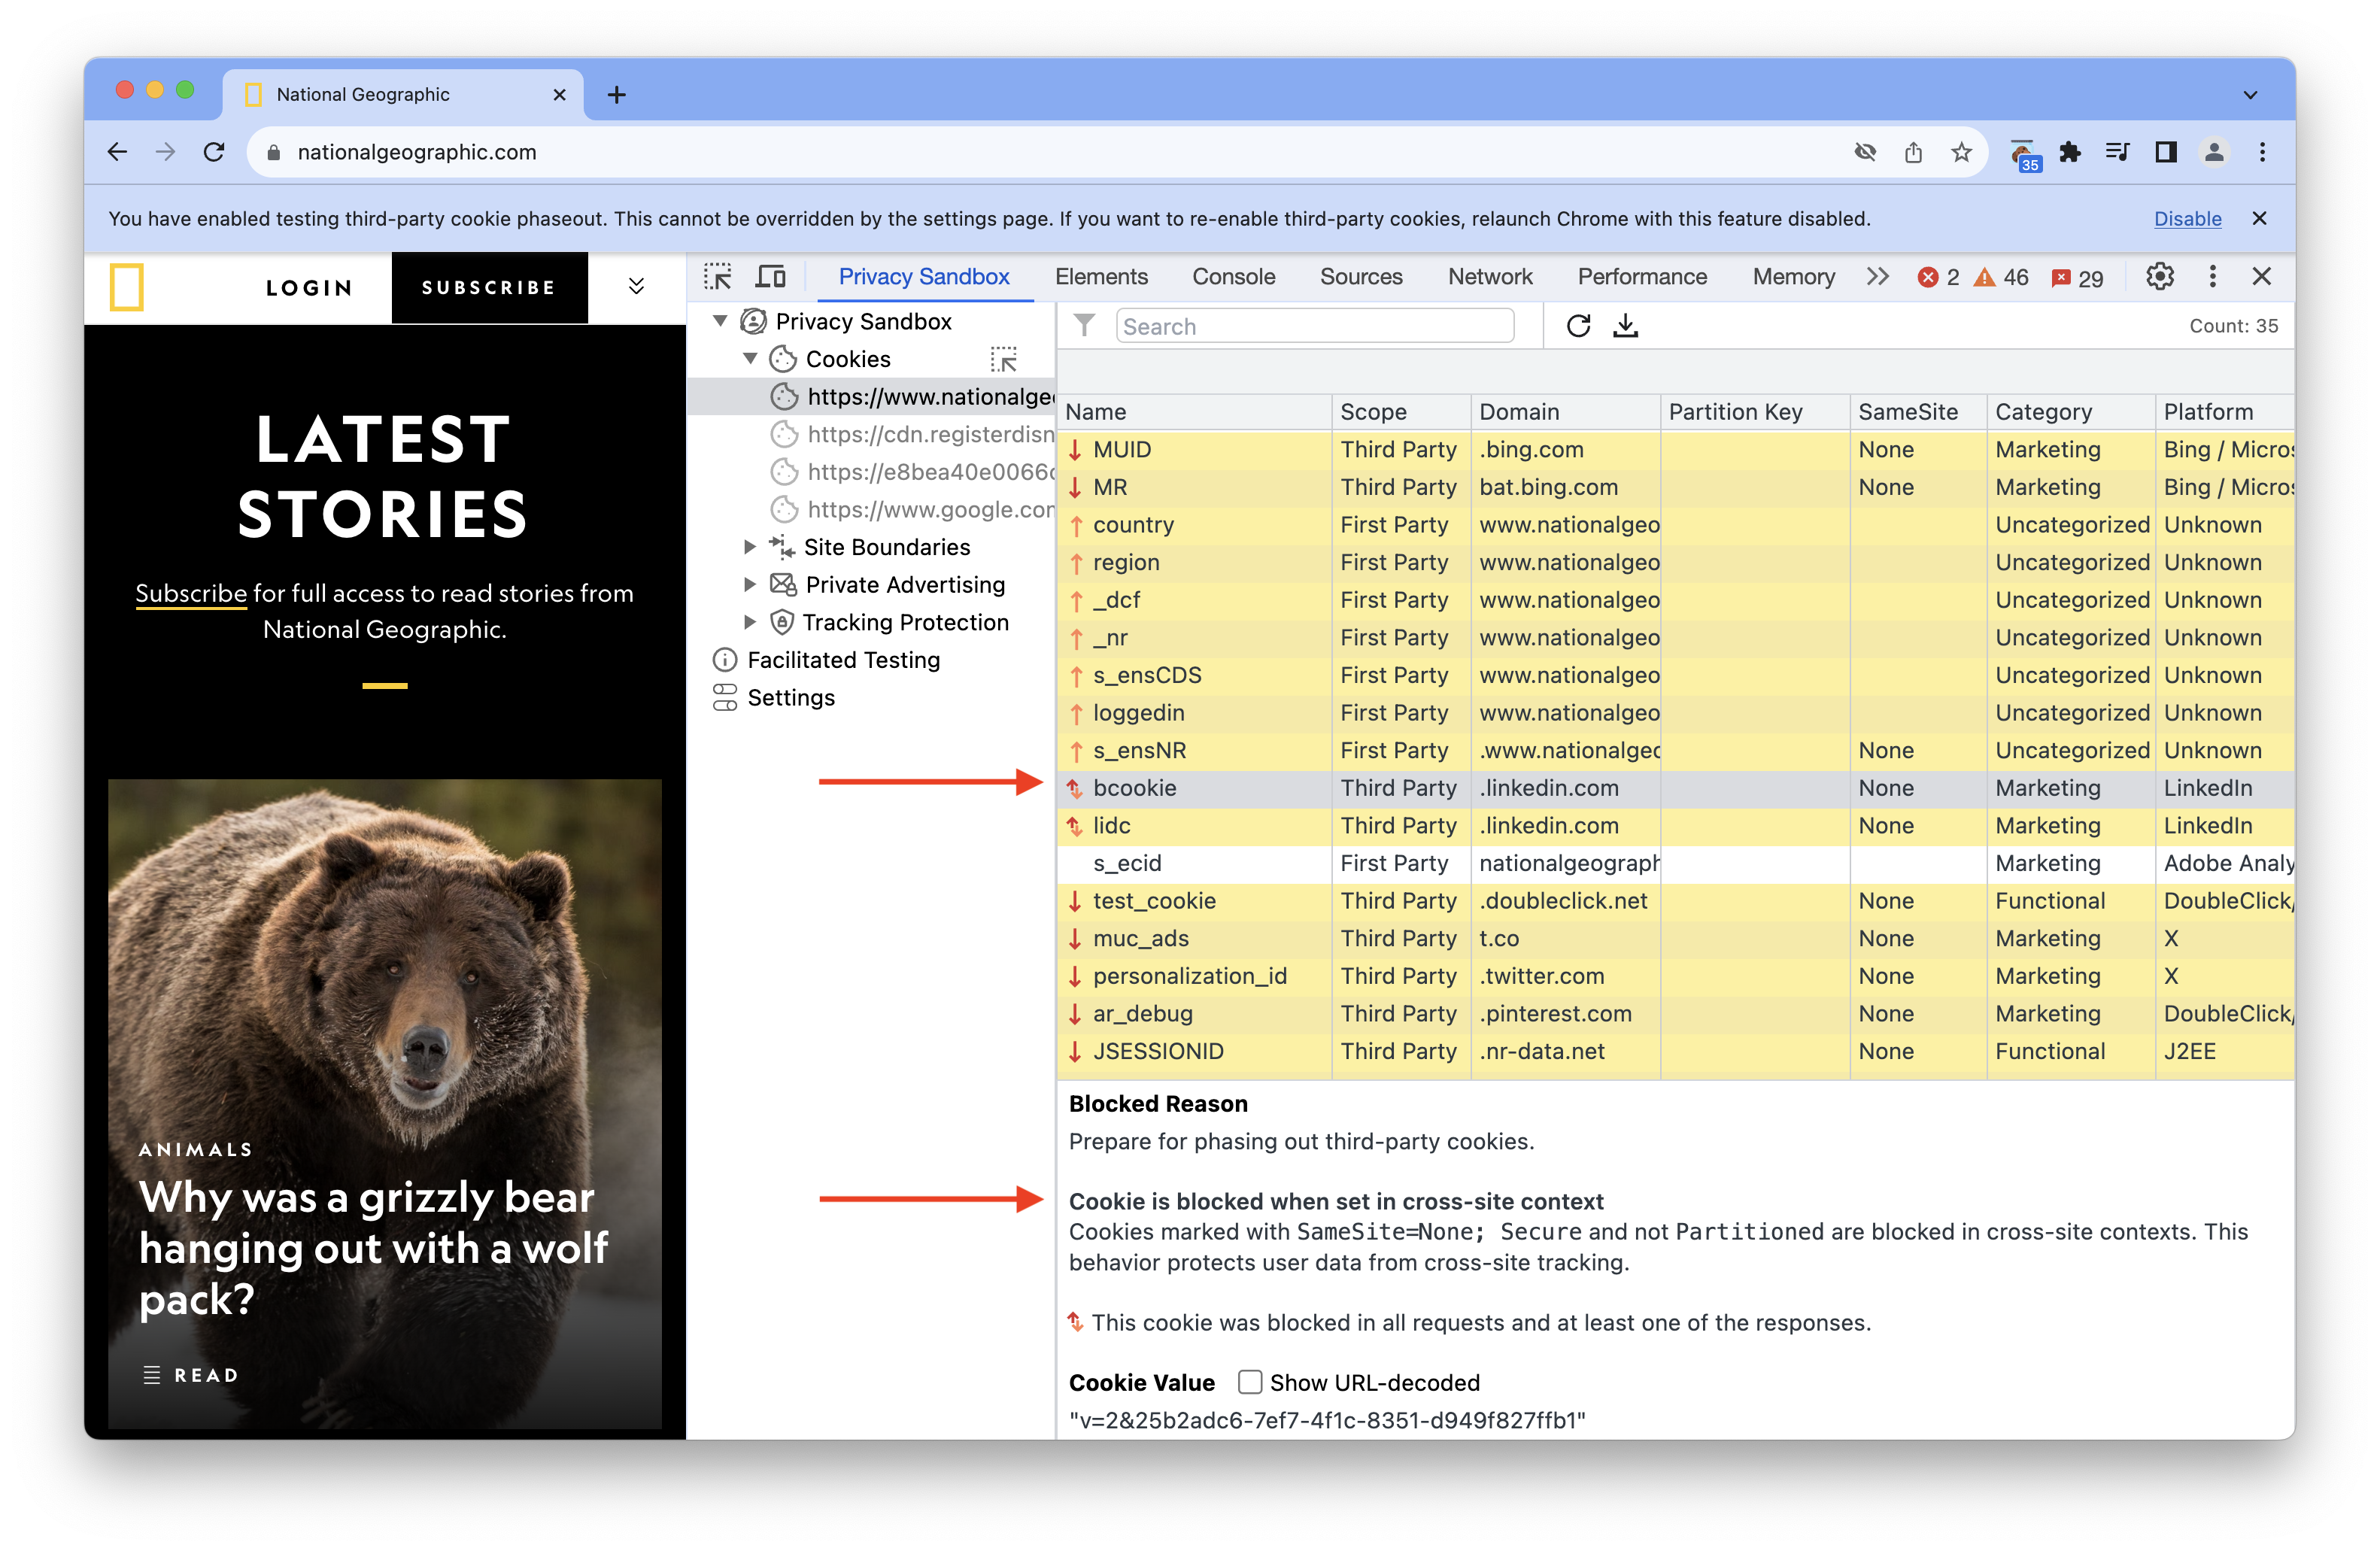 National Geographic
nationalgeographic.com
35
You have enabled testing third-party cookie phaseout. This cannot be overridden by the settings page. If you want to re-enable third-party cookies, relaunch Chrome with this feature disabled.
Disable
LOGIN
SUBSCRIBE
LATEST
STORIES
Subscribe for full access to read stories from
National Geographic.
ANIMALS
Why was a grizzly bear
hanging out with a wolf
pack?
READ
Privacy Sandbox Elements Console Sources Network Performance Memory 2 46 29
Privacy Sandbox
Cookies
https://www.nationalge
https://cdn.registerdisn
https://e8bea40e0066
https://www.google.cor
Site Boundaries
Private Advertising
Tracking Protection
Facilitated Testing
Settings
Search
Count: 35
Name Scope Domain Partition Key SameSite Category Platform
MUID Third Party .bing.com None Marketing Bing / Micros
MR Third Party bat.bing.com None Marketing Bing / Micros
country First Party www.nationalgeo Uncategorized Unknown
region First Party www.nationalgeo Uncategorized Unknown
_dcf First Party www.nationalgeo Uncategorized Unknown
_nr First Party www.nationalgeo Uncategorized Unknown
s_ensCDS First Party www.nationalgeo Uncategorized Unknown
loggedin First Party www.nationalgeo Uncategorized Unknown
s_ensNR First Party .www.nationalgeo None Uncategorized Unknown
bcookie Third Party .linkedin.com None Marketing LinkedIn
lidc Third Party .linkedin.com None Marketing LinkedIn
s_ecid First Party nationalgeograph Marketing Adobe Analy
test_cookie Third Party .doubleclick.net None Functional DoubleClick/
muc_ads Third Party t.co None Marketing X
personalization_id Third Party .twitter.com None Marketing X
ar_debug Third Party .pinterest.com None Marketing DoubleClick/
JSESSIONID Third Party .nr-data.net None Functional J2EE
Blocked Reason
Prepare for phasing out third-party cookies.
Cookie is blocked when set in cross-site context
Cookies marked with SameSite=None; Secure and not Partitioned are blocked in cross-site contexts. This
behavior protects user data from cross-site tracking.
This cookie was blocked in all requests and at least one of the responses.
Cookie Value Show URL-decoded
"v=2&25b2adc6-7ef7-4f1c-8351-d949f827ffb1"